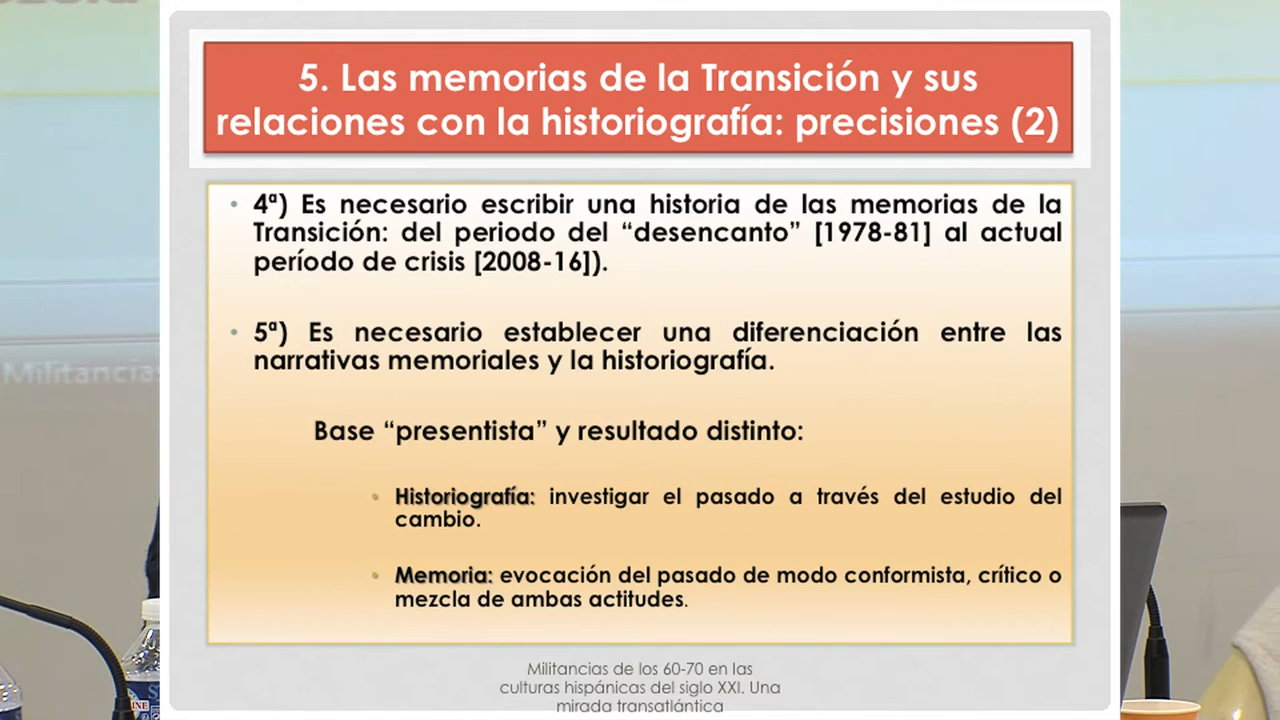 5. Las memorias de la Transición y sus
relaciones con la historiografía: precisiones (2)
• 4ª) Es necesario escribir una historia de las memorias de la
Transición: del periodo del “desencanto” [1978-81] al actual
período de crisis [2008-16]).
• 5ª) Es necesario establecer una diferenciación entre las
narrativas memoriales y la historiografía.
Base “presentista” y resultado distinto:
• Historiografía: investigar el pasado a través del estudio del
cambio.
• Memoria: evocación del pasado de modo conformista, crítico o
mezcla de ambas actitudes.
Militancias de los 60-70 en las
culturas hispánicas del siglo XXI. Una
mirada transatlántica
Militancias